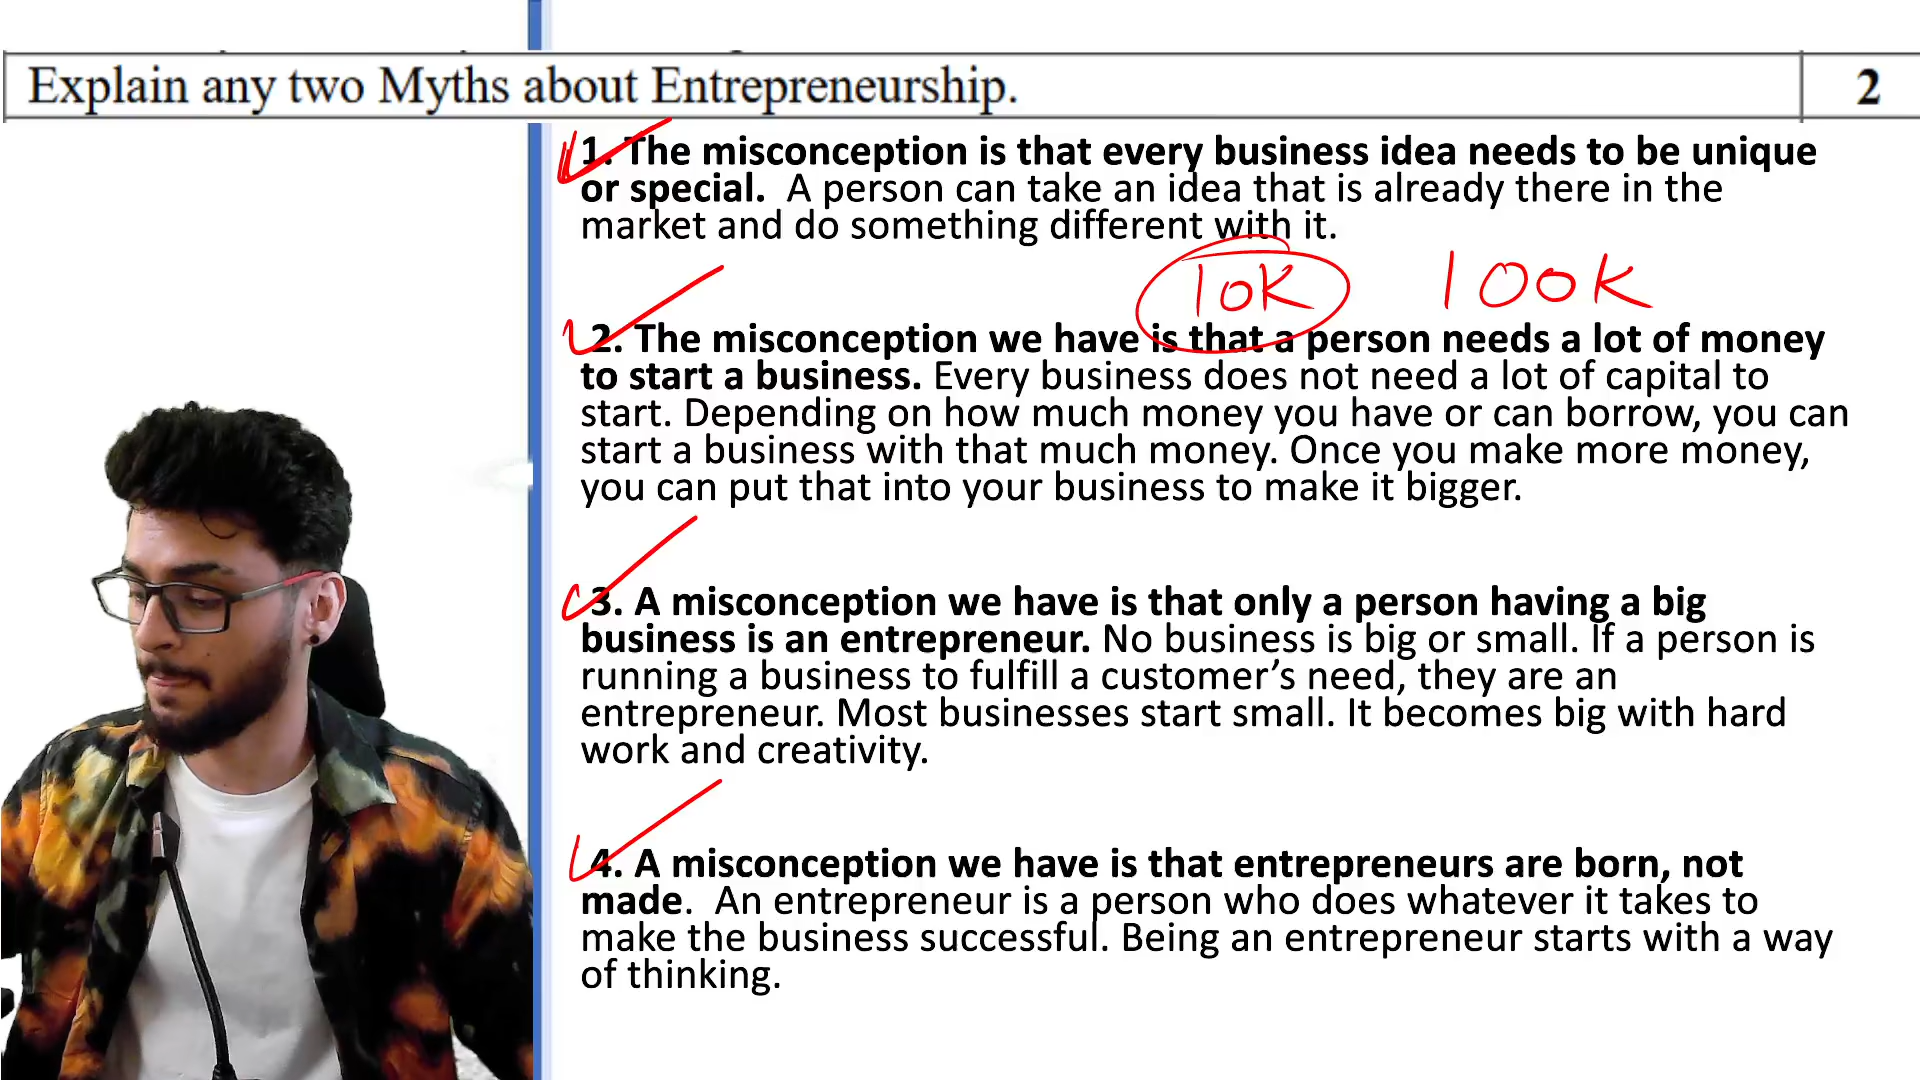 Explain any two Myths about Entrepreneurship. 2
1. The misconception is that every business idea needs to be unique
or special. A person can take an idea that is already there in the
market and do something different with it.
10K 100K
2. The misconception we have is that a person needs a lot of money
to start a business. Every business does not need a lot of capital to
start. Depending on how much money you have or can borrow, you can
start a business with that much money. Once you make more money,
you can put that into your business to make it bigger.
3. A misconception we have is that only a person having a big
business is an entrepreneur. No business is big or small. If a person is
running a business to fulfill a customer’s need, they are an
entrepreneur. Most businesses start small. It becomes big with hard
work and creativity.
4. A misconception we have is that entrepreneurs are born, not
made. An entrepreneur is a person who does whatever it takes to
make the business successful. Being an entrepreneur starts with a way
of thinking.